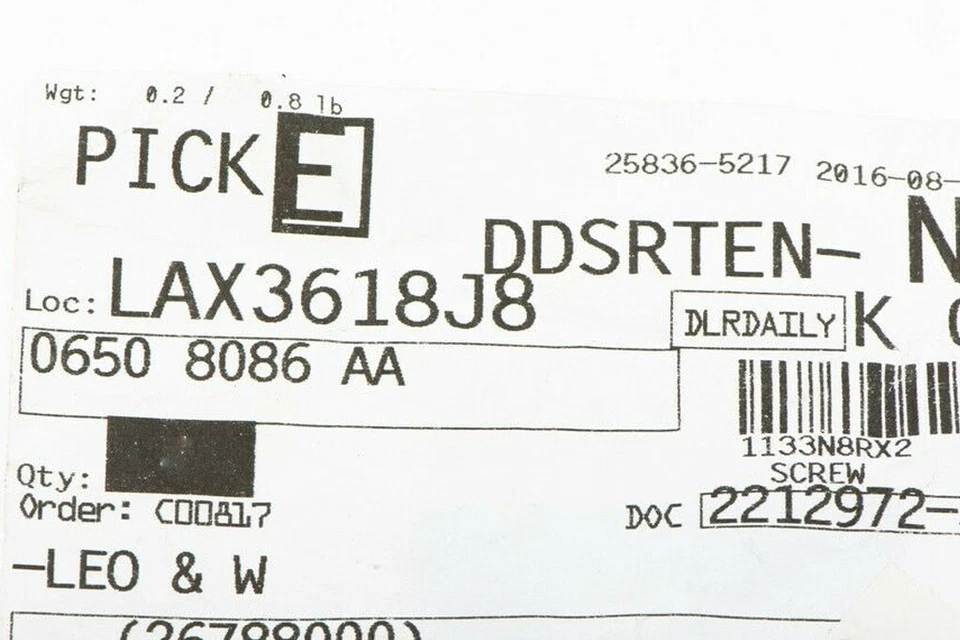 Wgt: 0.2 / 0.8 lb
PICK E
25836-5217 2016-08-
DDSRTEN- N
Loc: LAX3618J8
DLRDAILY K
0650 8086 AA
1133N8RX2
SCREW
Qty:
Order: C00817
DOC 2212972-
-LEO & W
(26788000)